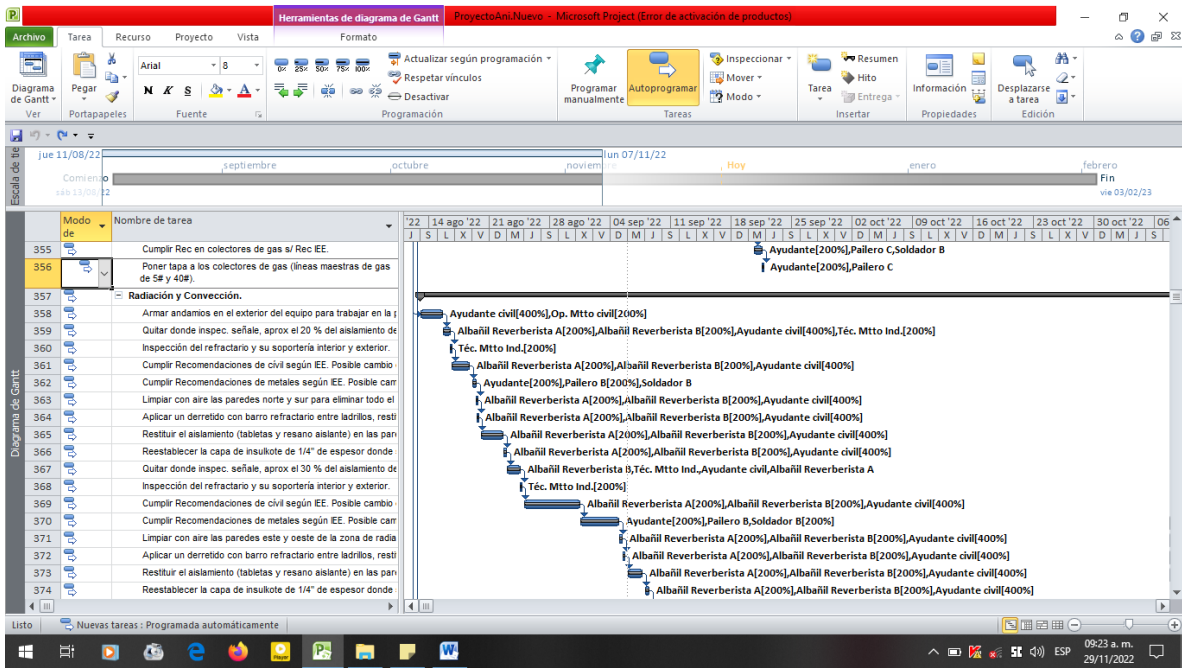 Herramientas de diagrama de Gantt ProyectoAni.Nuevo - Microsoft Project (Error de activación de productos)
Archivo Tarea Recurso Proyecto Vista Formato
Diagrama de Gantt
Pegar
Arial 8
N K S A
0% 25% 50% 75% 100%
Actualizar según programación
Respetar vínculos
Desactivar
Programar manualmente
Autoprogramar
Inspeccionar
Mover
Modo
Tarea
Resumen
Hito
Entrega
Información
Desplazarse a tarea
Ver Portapapeles Fuente Programación Tareas Insertar Propiedades Edición
Escala de tie
jue 11/08/22 lun 07/11/22
septiembre octubre noviem Hoy enero febrero
Comienzo
sáb 13/08/22
Fin
vie 03/02/23
Modo de
Nombre de tarea
'22 14 ago '22 21 ago '22 28 ago '22 04 sep '22 11 sep '22 18 sep '22 25 sep '22 02 oct '22 09 oct '22 16 oct '22 23 oct '22 30 oct '22 06
J S L X V D M J S L X V D M J S L X V D M J S L X V D M J S L X V D M J S L X V D M J S
355 Cumplir Rec en colectores de gas s/ Rec IEE. Ayudante[200%],Pailero C,Soldador B
356 Poner tapa a los colectores de gas (líneas maestras de gas de 5# y 40#). Ayudante[200%],Pailero C
357 Radiación y Convección.
358 Armar andamios en el exterior del equipo para trabajar en la p Ayudante civil[400%],Op. Mtto civil[200%]
359 Quitar donde inspec. señale, aprox el 20 % del aislamiento de Albañil Reverberista A[200%],Albañil Reverberista B[200%],Ayudante civil[400%],Téc. Mtto Ind.[200%]
360 Inspección del refractario y su soportería interior y exterior. Téc. Mtto Ind.[200%]
361 Cumplir Recomendaciones de civil según IEE. Posible cambio Albañil Reverberista A[200%],Albañil Reverberista B[200%],Ayudante civil[400%]
362 Cumplir Recomendaciones de metales según IEE. Posible cam Ayudante[200%],Pailero B[200%],Soldador B
363 Limpiar con aire las paredes norte y sur para eliminar todo el Albañil Reverberista A[200%],Albañil Reverberista B[200%],Ayudante civil[400%]
364 Aplicar un derretido con barro refractario entre ladrillos, resti Albañil Reverberista A[200%],Albañil Reverberista B[200%],Ayudante civil[400%]
365 Restituir el aislamiento (tabletas y resano aislante) en las par Albañil Reverberista A[200%],Albañil Reverberista B[200%],Ayudante civil[400%]
366 Reestablecer la capa de insulkote de 1/4" de espesor donde Albañil Reverberista A[200%],Albañil Reverberista B[200%],Ayudante civil[400%]
367 Quitar donde inspec. señale, aprox el 30 % del aislamiento de Albañil Reverberista B,Téc. Mtto Ind.,Ayudante civil,Albañil Reverberista A
368 Inspección del refractario y su soportería interior y exterior. Téc. Mtto Ind.[200%]
369 Cumplir Recomendaciones de civil según IEE. Posible cambio Albañil Reverberista A[200%],Albañil Reverberista B[200%],Ayudante civil[400%]
370 Cumplir Recomendaciones de metales según IEE. Posible cam Ayudante[200%],Pailero B,Soldador B[200%]
371 Limpiar con aire las paredes este y oeste de la zona de radia Albañil Reverberista A[200%],Albañil Reverberista B[200%],Ayudante civil[400%]
372 Aplicar un derretido con barro refractario entre ladrillos, resti Albañil Reverberista A[200%],Albañil Reverberista B[200%],Ayudante civil[400%]
373 Restituir el aislamiento (tabletas y resano aislante) en las par Albañil Reverberista A[200%],Albañil Reverberista B[200%],Ayudante civil[400%]
374 Reestablecer la capa de insulkote de 1/4" de espesor donde Albañil Reverberista A[200%],Albañil Reverberista B[200%],Ayudante civil[400%]
Diagrama de Gantt
Listo Nuevas tareas : Programada automáticamente
ESP 09:23 a. m.
29/11/2022